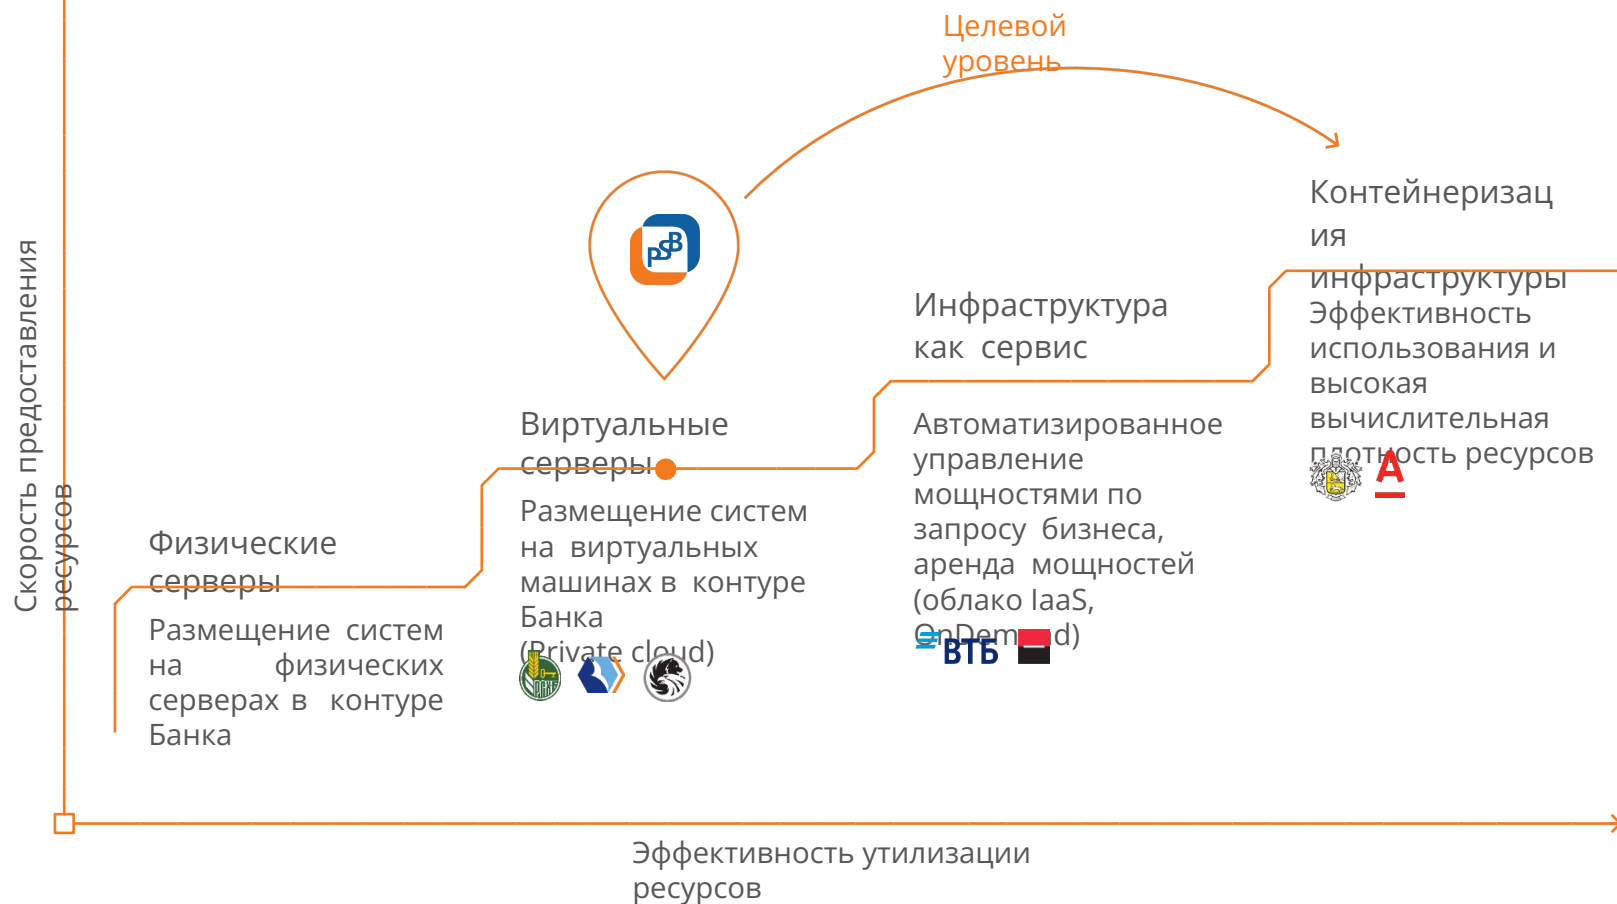 Целевой
уровень
PSB
Скорость предоставления
ресурсов
Физические
серверы
Размещение систем
на физических
серверах в контуре
Банка
Виртуальные
серверы
Размещение систем
на виртуальных
машинах в контуре
Банка
(Private cloud)
РСХБ
Инфраструктура
как сервис
Автоматизированное
управление
мощностями по
запросу бизнеса,
аренда мощностей
(облако IaaS,
OnDemand)
ВТБ
Контейнеризац
ия
инфраструктуры
Эффективность
использования и
высокая
вычислительная
плотность ресурсов
А
Эффективность утилизации
ресурсов